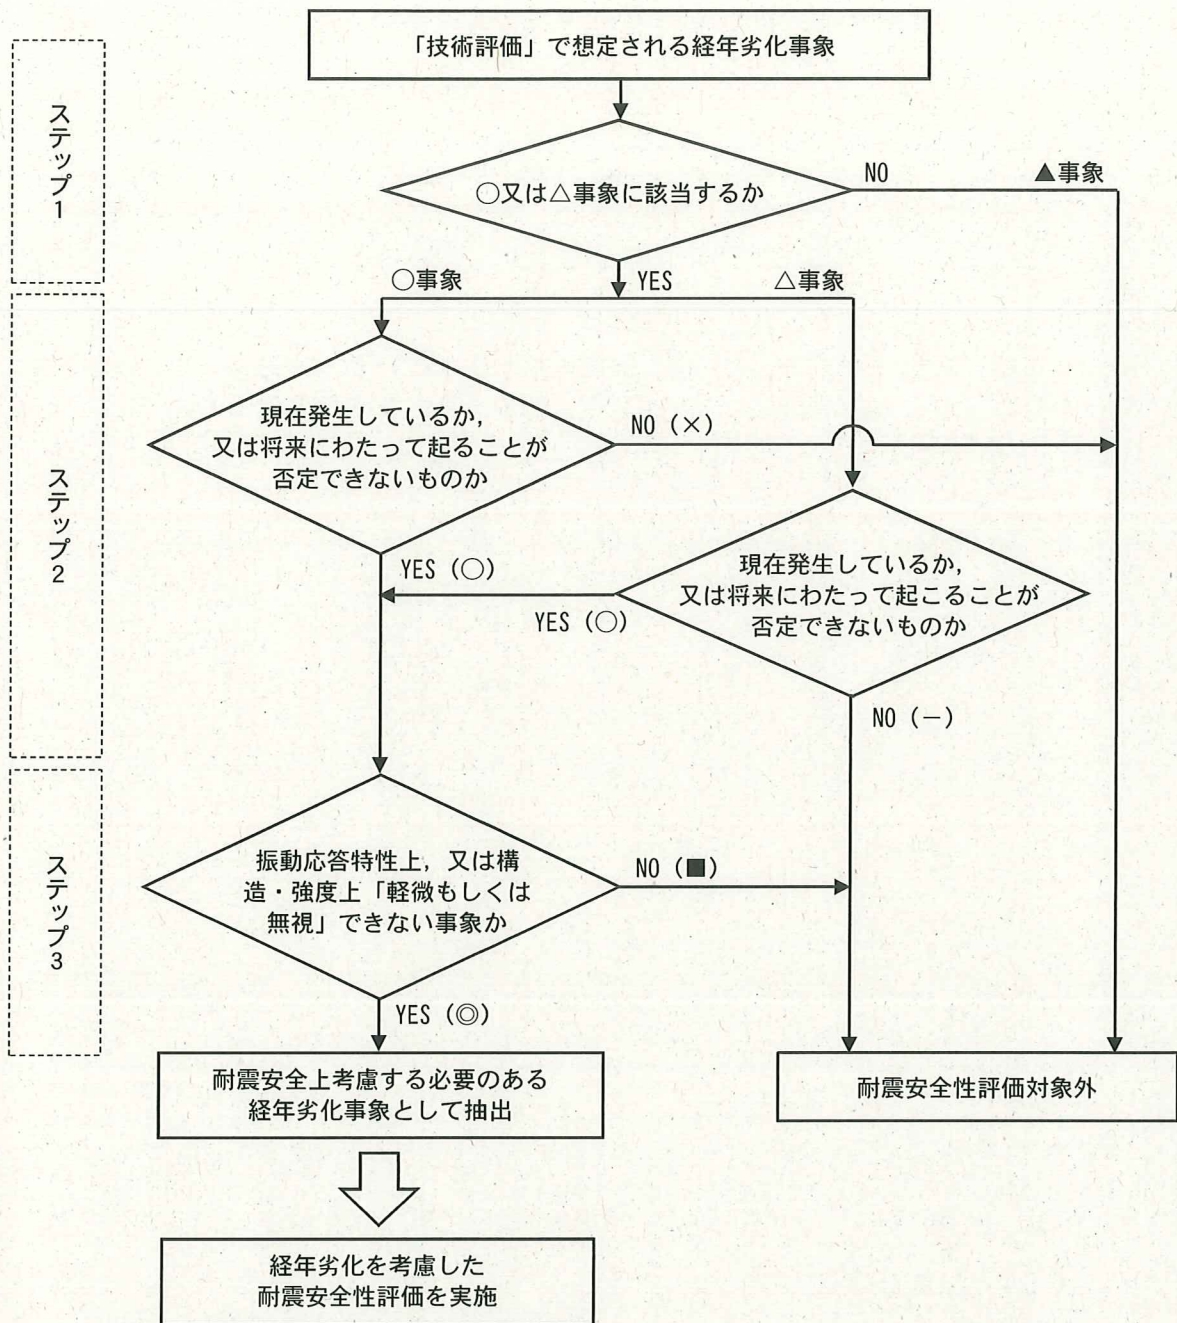 「技術評価」で想定される経年劣化事象
ステップ1
○又は△事象に該当するか
NO
▲事象
○事象
YES
△事象
ステップ2
現在発生しているか,
又は将来にわたって起ることが
否定できないものか
NO (×)
YES (○)
現在発生しているか,
又は将来にわたって起こることが
否定できないものか
YES (○)
NO (－)
ステップ3
振動応答特性上, 又は構
造・強度上「軽微もしくは
無視」できない事象か
NO (■)
YES (◎)
耐震安全上考慮する必要のある
経年劣化事象として抽出
耐震安全性評価対象外
経年劣化を考慮した
耐震安全性評価を実施